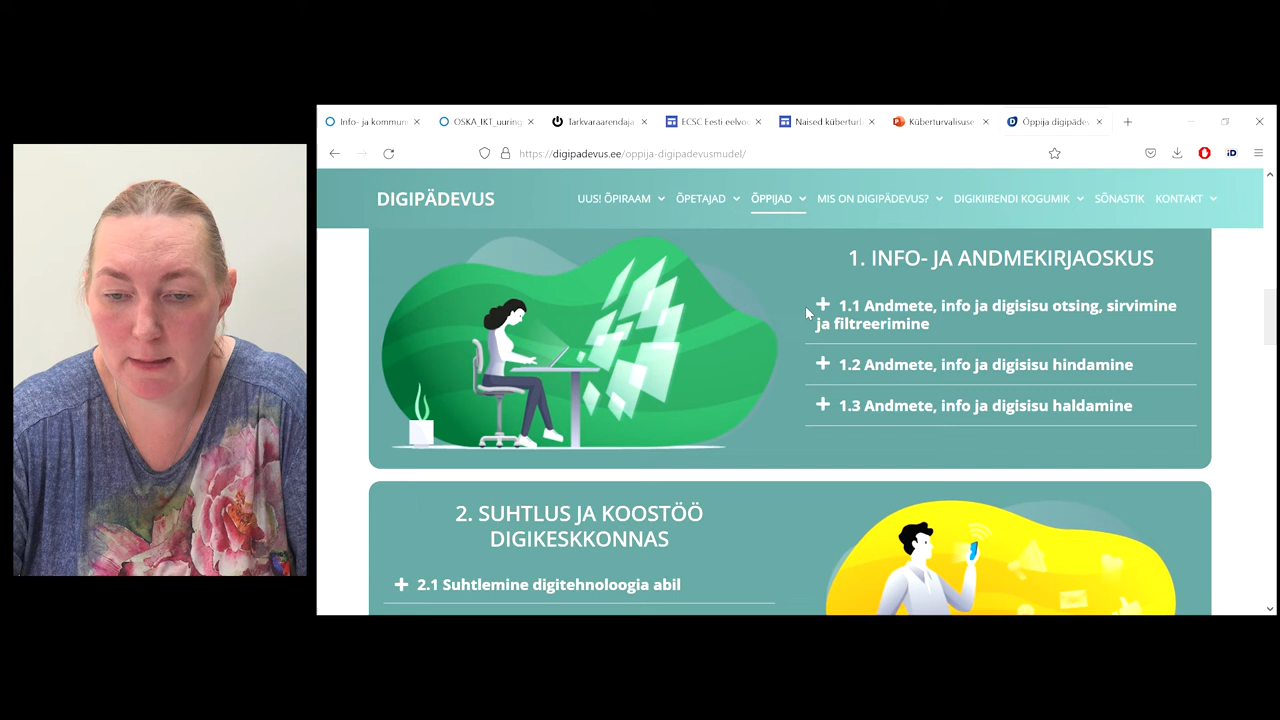 Info- ja kommun
OSKA_IKT_uuring
Tarkvaraarendaja
ECSC Eesti eelvoo
Naised küberturb
Küberturvalisuse
Õppija digipädev
https://digipadevus.ee/oppija-digipadevusmudel/
iD
DIGIPÄDEVUS
UUS! ÕPIRAAM
ÕPETAJAD
ÕPPIJAD
MIS ON DIGIPÄDEVUS?
DIGIKIIRENDI KOGUMIK
SÕNASTIK
KONTAKT
1. INFO- JA ANDMEKIRJAOSKUS
1.1 Andmete, info ja digisisu otsing, sirvimine
ja filtreerimine
1.2 Andmete, info ja digisisu hindamine
1.3 Andmete, info ja digisisu haldamine
2. SUHTLUS JA KOOSTÖÖ
DIGIKESKKONNAS
2.1 Suhtlemine digitehnoloogia abil